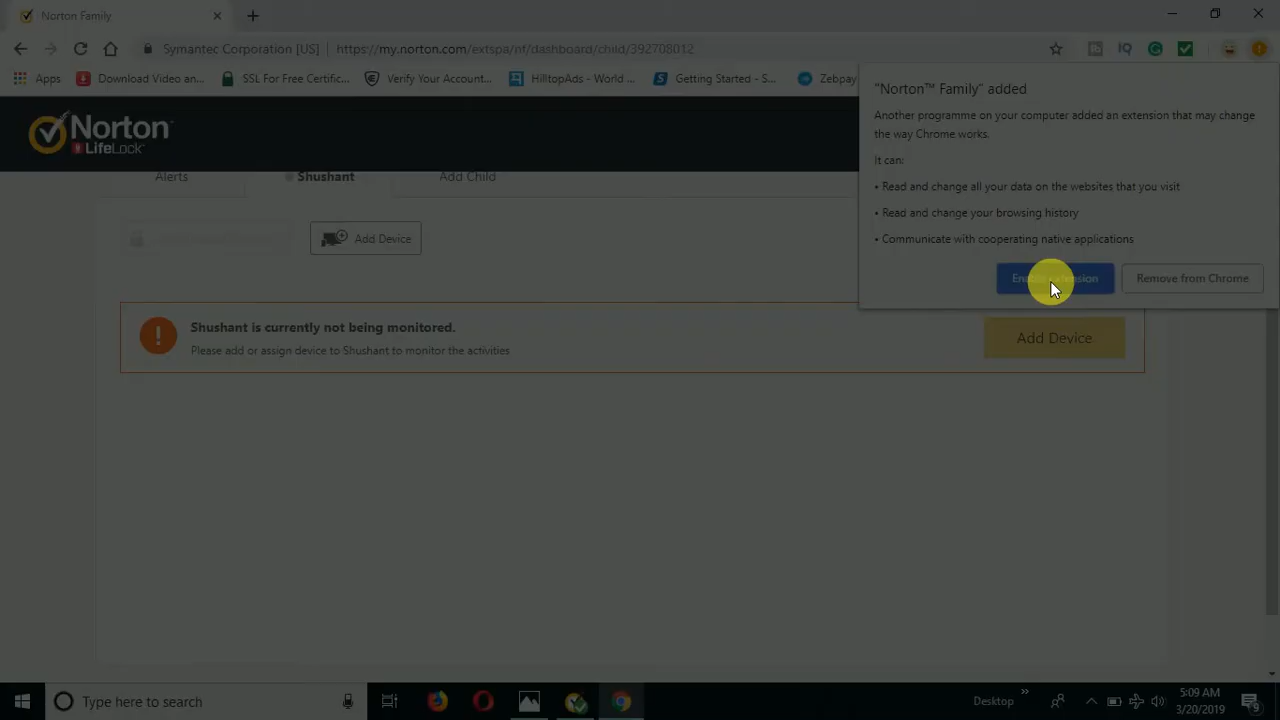 Norton Family
Symantec Corporation [US]
https://my.norton.com/extspa/nf/dashboard/child/392708012
Apps
Download Video an...
SSL For Free Certific...
Verify Your Account...
HilltopAds - World ...
Getting Started - S...
Zebpay
"Norton™ Family" added
Another programme on your computer added an extension that may change
the way Chrome works.
It can:
• Read and change all your data on the websites that you visit
• Read and change your browsing history
• Communicate with cooperating native applications
Enable extension
Remove from Chrome
Norton
LifeLock
Alerts
Shushant
Add Child
Add Device
Shushant is currently not being monitored.
Please add or assign device to Shushant to monitor the activities
Add Device
Type here to search
Desktop
5:09 AM
3/20/2019
9